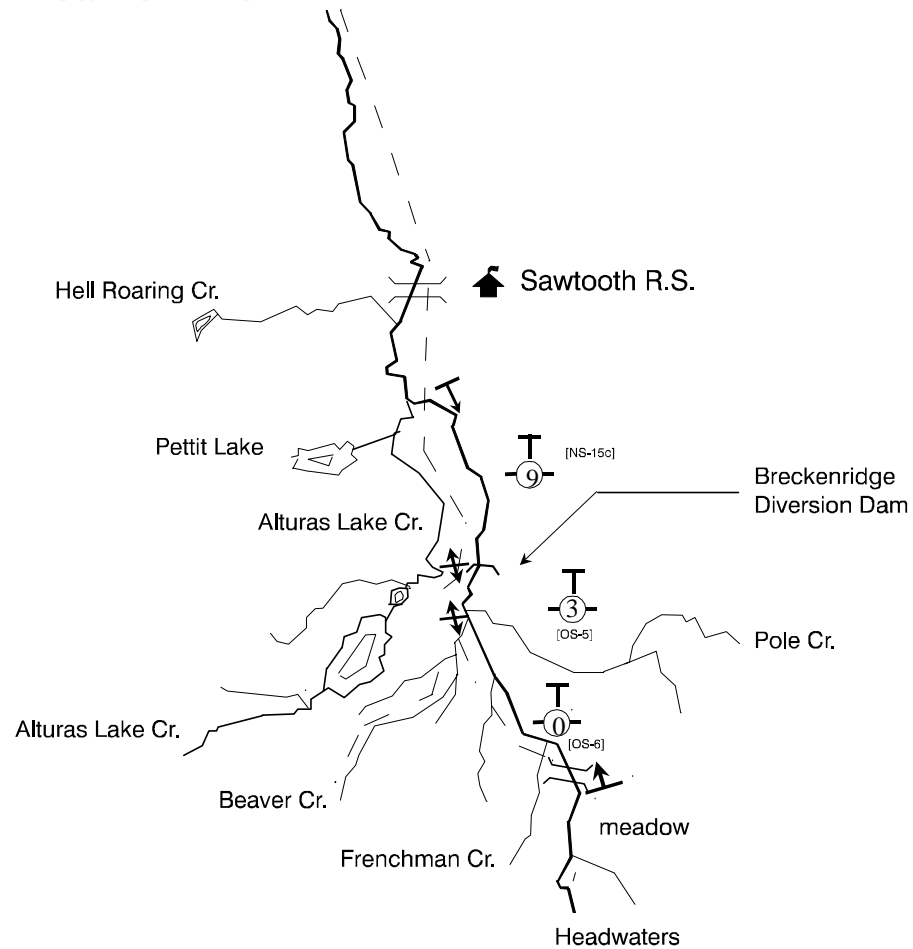 Sawtooth R.S.
Hell Roaring Cr.
Pettit Lake
9
[NS-15c]
Breckenridge
Diversion Dam
Alturas Lake Cr.
3
[OS-5]
Pole Cr.
Alturas Lake Cr.
0
[OS-6]
Beaver Cr.
meadow
Frenchman Cr.
Headwaters